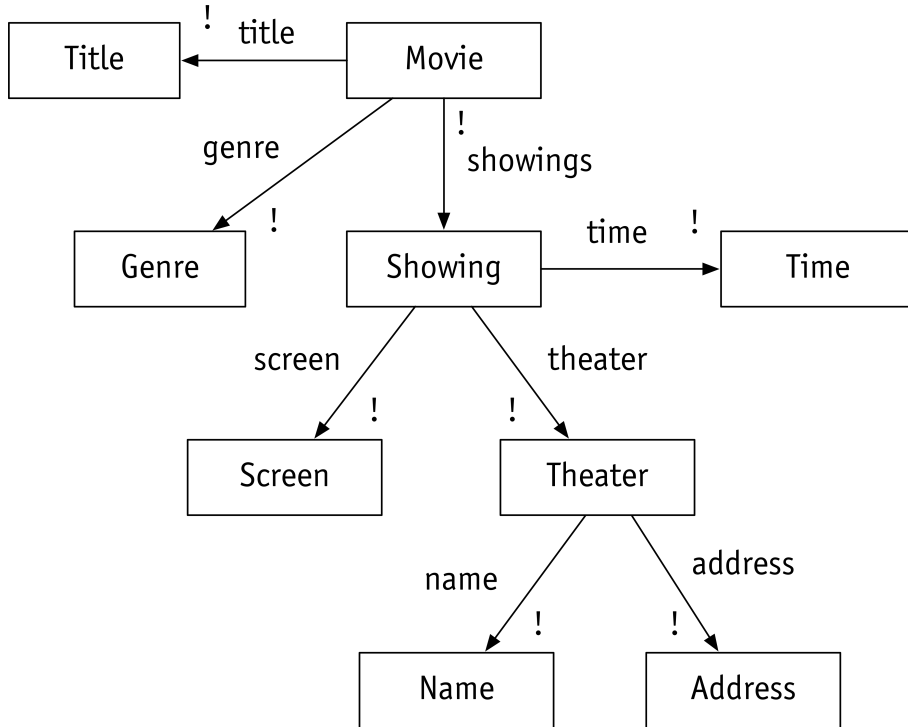 !
title
Title
Movie
!
genre
showings
!
time
!
Genre
Showing
Time
screen
theater
!
!
Screen
Theater
name
address
!
!
Name
Address